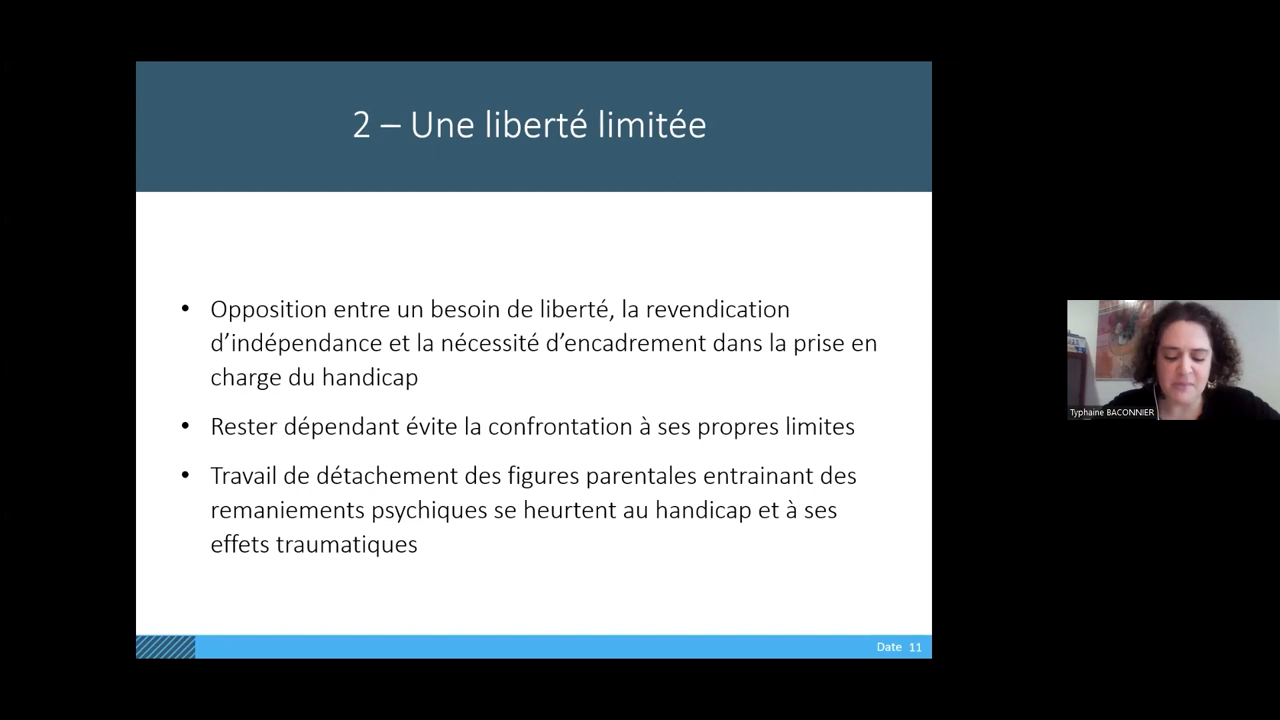 2 – Une liberté limitée
• Opposition entre un besoin de liberté, la revendication
d’indépendance et la nécessité d’encadrement dans la prise en
charge du handicap
• Rester dépendant évite la confrontation à ses propres limites
• Travail de détachement des figures parentales entrainant des
remaniements psychiques se heurtent au handicap et à ses
effets traumatiques
Date 11
Typhaine BACONNIER